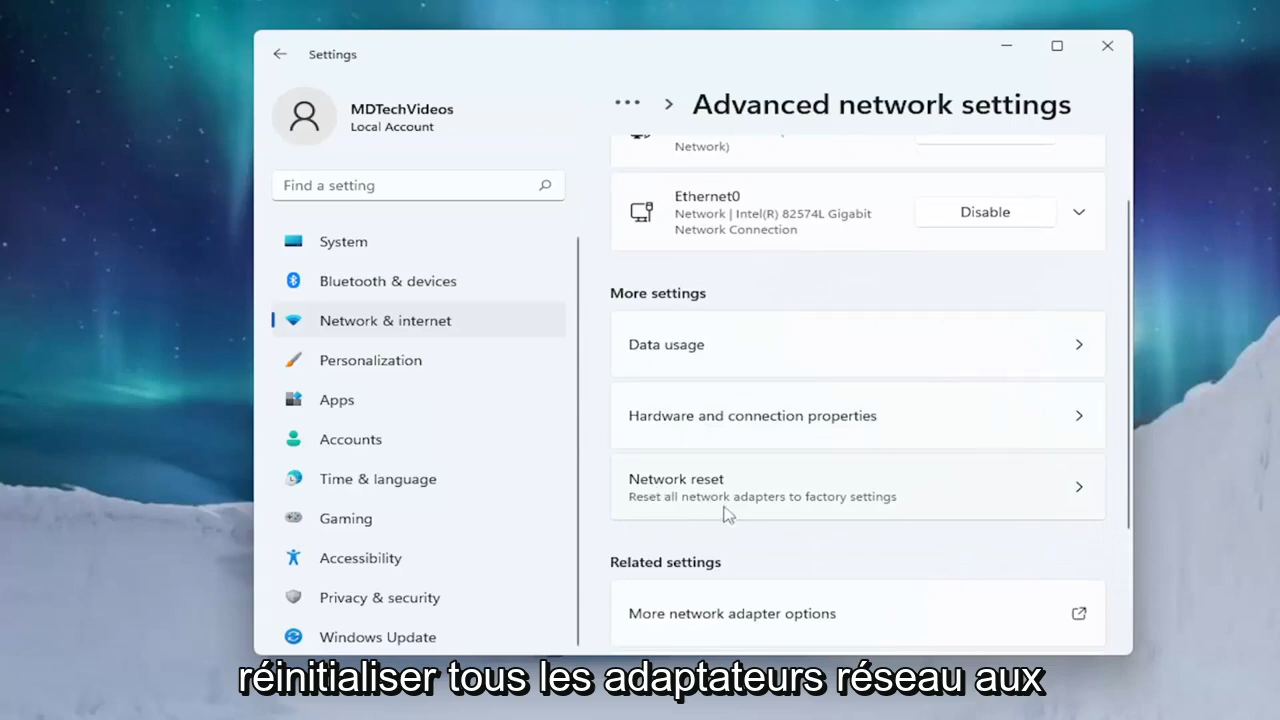 Settings
MDTechVideos
Local Account
Find a setting
System
Bluetooth & devices
Network & internet
Personalization
Apps
Accounts
Time & language
Gaming
Accessibility
Privacy & security
Windows Update
Advanced network settings
Network)
Ethernet0
Network | Intel(R) 82574L Gigabit
Network Connection
Disable
More settings
Data usage
Hardware and connection properties
Network reset
Reset all network adapters to factory settings
Related settings
More network adapter options
réinitialiser tous les adaptateurs réseau aux